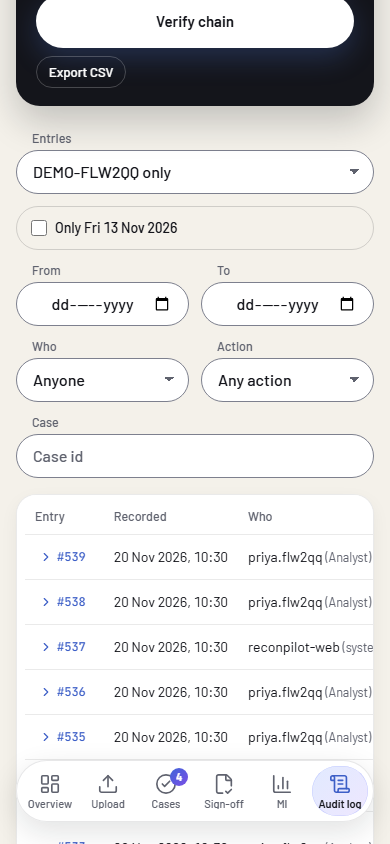 Verify chain
Export CSV
Entries
DEMO-FLW2QQ only
Only Fri 13 Nov 2026
From To
dd-----yyyy dd-----yyyy
Who Action
Anyone Any action
Case
Case id
Entry Recorded Who
#539 20 Nov 2026, 10:30 priya.flw2qq (Analyst)
#538 20 Nov 2026, 10:30 priya.flw2qq (Analyst)
#537 20 Nov 2026, 10:30 reconpilot-web (syste
#536 20 Nov 2026, 10:30 priya.flw2qq (Analyst)
#535 20 Nov 2026, 10:30 priya.flw2qq (Analyst)
4
Overview Upload Cases Sign-off MI Audit log